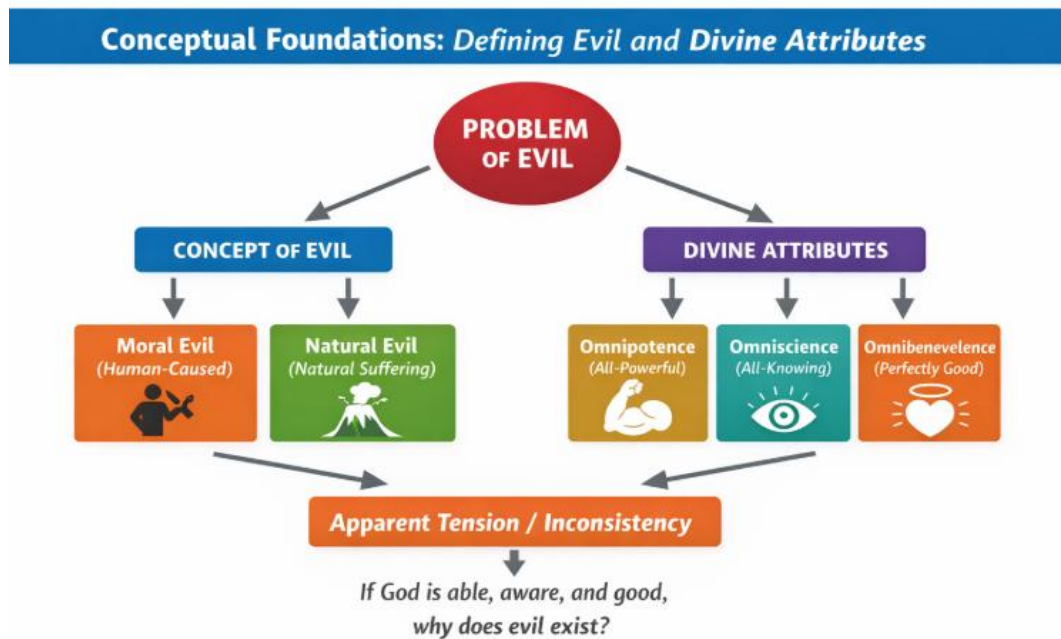 Conceptual Foundations: Defining Evil and Divine Attributes
PROBLEM
OF EVIL
CONCEPT OF EVIL
DIVINE ATTRIBUTES
Moral Evil
(Human-Caused)
Natural Evil
(Natural Suffering)
Omnipotence
(All-Powerful)
Omniscience
(All-Knowing)
Omnibenevelence
(Perfectly Good)
Apparent Tension / Inconsistency
If God is able, aware, and good,
why does evil exist?